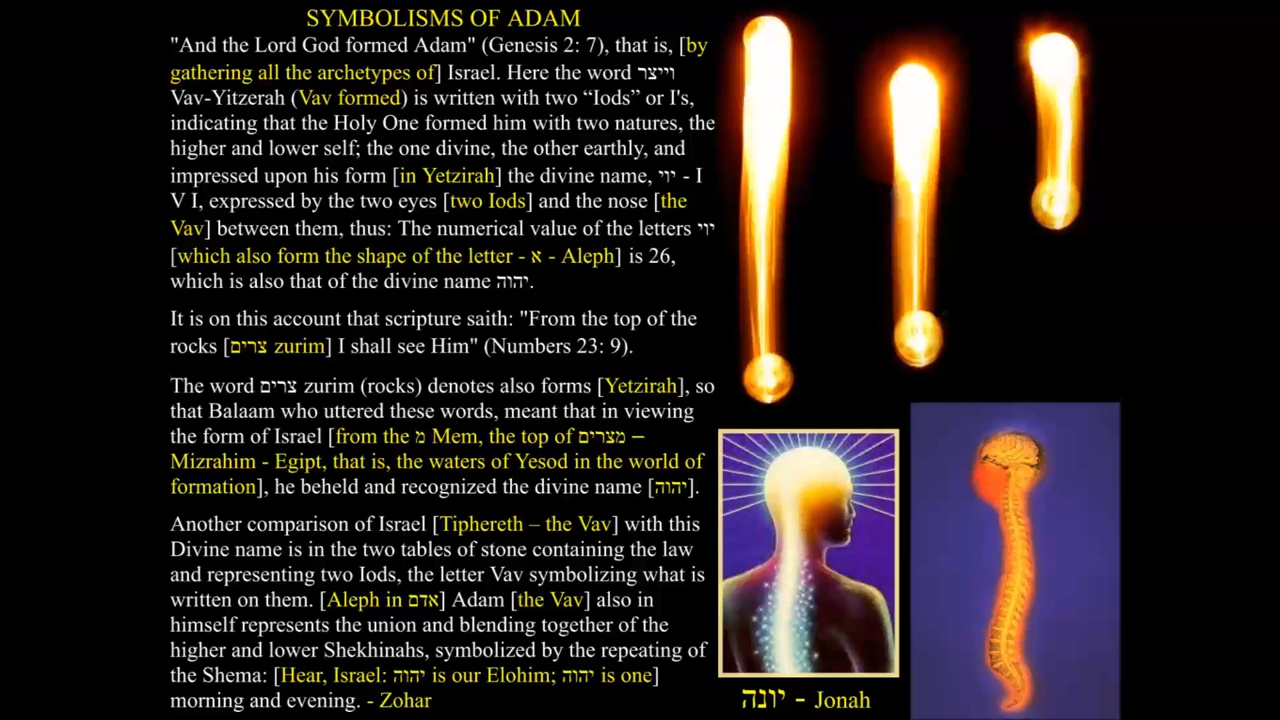 SYMBOLISMS OF ADAM
"And the Lord God formed Adam" (Genesis 2: 7), that is, [by
gathering all the archetypes of] Israel. Here the word וייצר
Vav-Yitzerah (Vav formed) is written with two “Iods” or I's,
indicating that the Holy One formed him with two natures, the
higher and lower self; the one divine, the other earthly, and
impressed upon his form [in Yetzirah] the divine name, יוי - I
V I, expressed by the two eyes [two Iods] and the nose [the
Vav] between them, thus: The numerical value of the letters יוי
[which also form the shape of the letter - א - Aleph] is 26,
which is also that of the divine name יהוה.
It is on this account that scripture saith: "From the top of the
rocks [צרים zurim] I shall see Him" (Numbers 23: 9).
The word צרים zurim (rocks) denotes also forms [Yetzirah], so
that Balaam who uttered these words, meant that in viewing
the form of Israel [from the מ Mem, the top of מצרים –
Mizrahim - Egipt, that is, the waters of Yesod in the world of
formation], he beheld and recognized the divine name [יהוה].
Another comparison of Israel [Tiphereth – the Vav] with this
Divine name is in the two tables of stone containing the law
and representing two Iods, the letter Vav symbolizing what is
written on them. [Aleph in אדם] Adam [the Vav] also in
himself represents the union and blending together of the
higher and lower Shekhinahs, symbolized by the repeating of
the Shema: [Hear, Israel: יהוה is our Elohim; יהוה is one]
morning and evening. - Zohar
יונה - Jonah